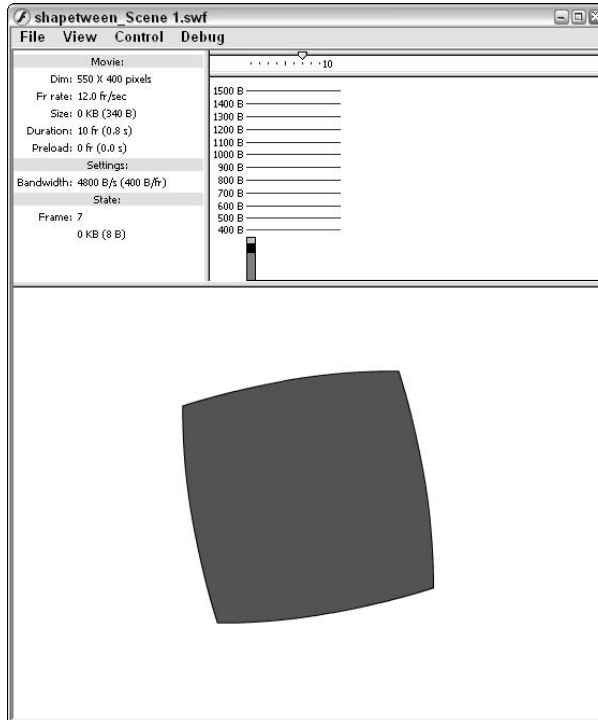 shapetween_Scene 1.swf
File View Control Debug
Movie:
Dim: 550 X 400 pixels
Fr rate: 12.0 fr/sec
Size: 0 KB (340 B)
Duration: 10 fr (0.8 s)
Preload: 0 fr (0.0 s)
Settings:
Bandwidth: 4800 B/s (400 B/fr)
State:
Frame: 7
0 KB (8 B)
10
1500 B
1400 B
1300 B
1200 B
1100 B
1000 B
900 B
800 B
700 B
600 B
500 B
400 B